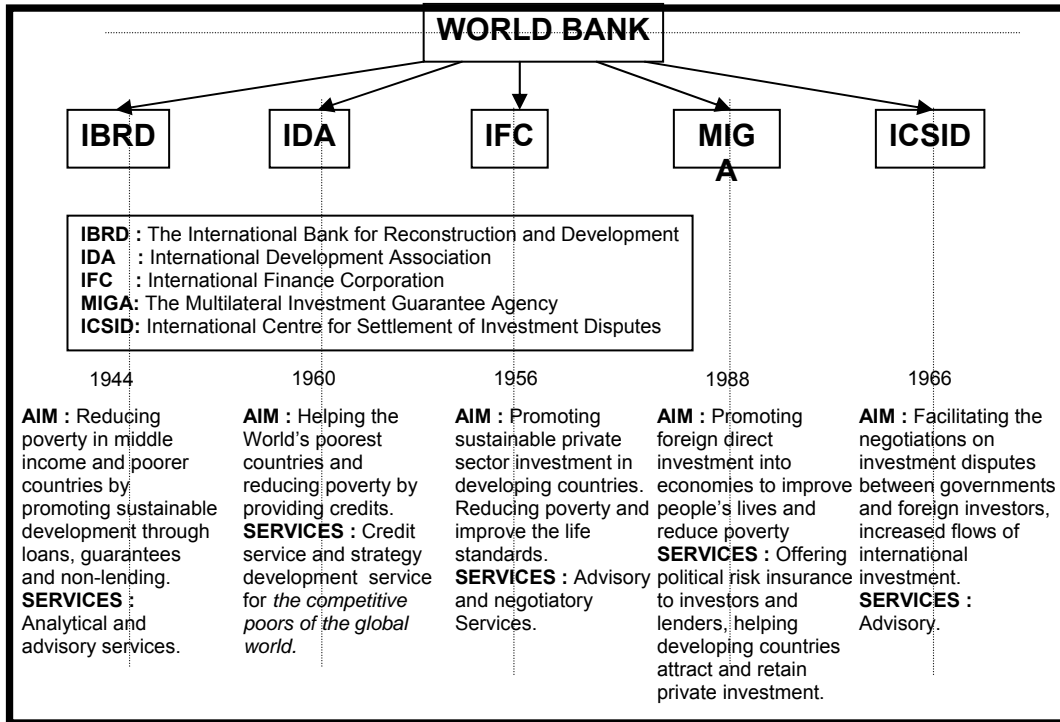 WORLD BANK
IBRD
IDA
IFC
MIG
A
ICSID
IBRD : The International Bank for Reconstruction and Development
IDA : International Development Association
IFC : International Finance Corporation
MIGA: The Multilateral Investment Guarantee Agency
ICSID: International Centre for Settlement of Investment Disputes
1944
AIM : Reducing
poverty in middle
income and poorer
countries by
promoting sustainable
development through
loans, guarantees
and non-lending.
SERVICES :
Analytical and
advisory services.
1960
AIM : Helping the
World's poorest
countries and
reducing poverty by
providing credits.
SERVICES : Credit
service and strategy
development service
for the competitive
poors of the global
world.
1956
AIM : Promoting
sustainable private
sector investment in
developing countries.
Reducing poverty and
improve the life
standards.
SERVICES : Advisory
and negotiatory
Services.
1988
AIM : Promoting
foreign direct
investment into
economies to improve
people's lives and
reduce poverty
SERVICES : Offering
political risk insurance
to investors and
lenders, helping
developing countries
attract and retain
private investment.
1966
AIM : Facilitating the
negotiations on
investment disputes
between governments
and foreign investors,
increased flows of
international
investment.
SERVICES :
Advisory.